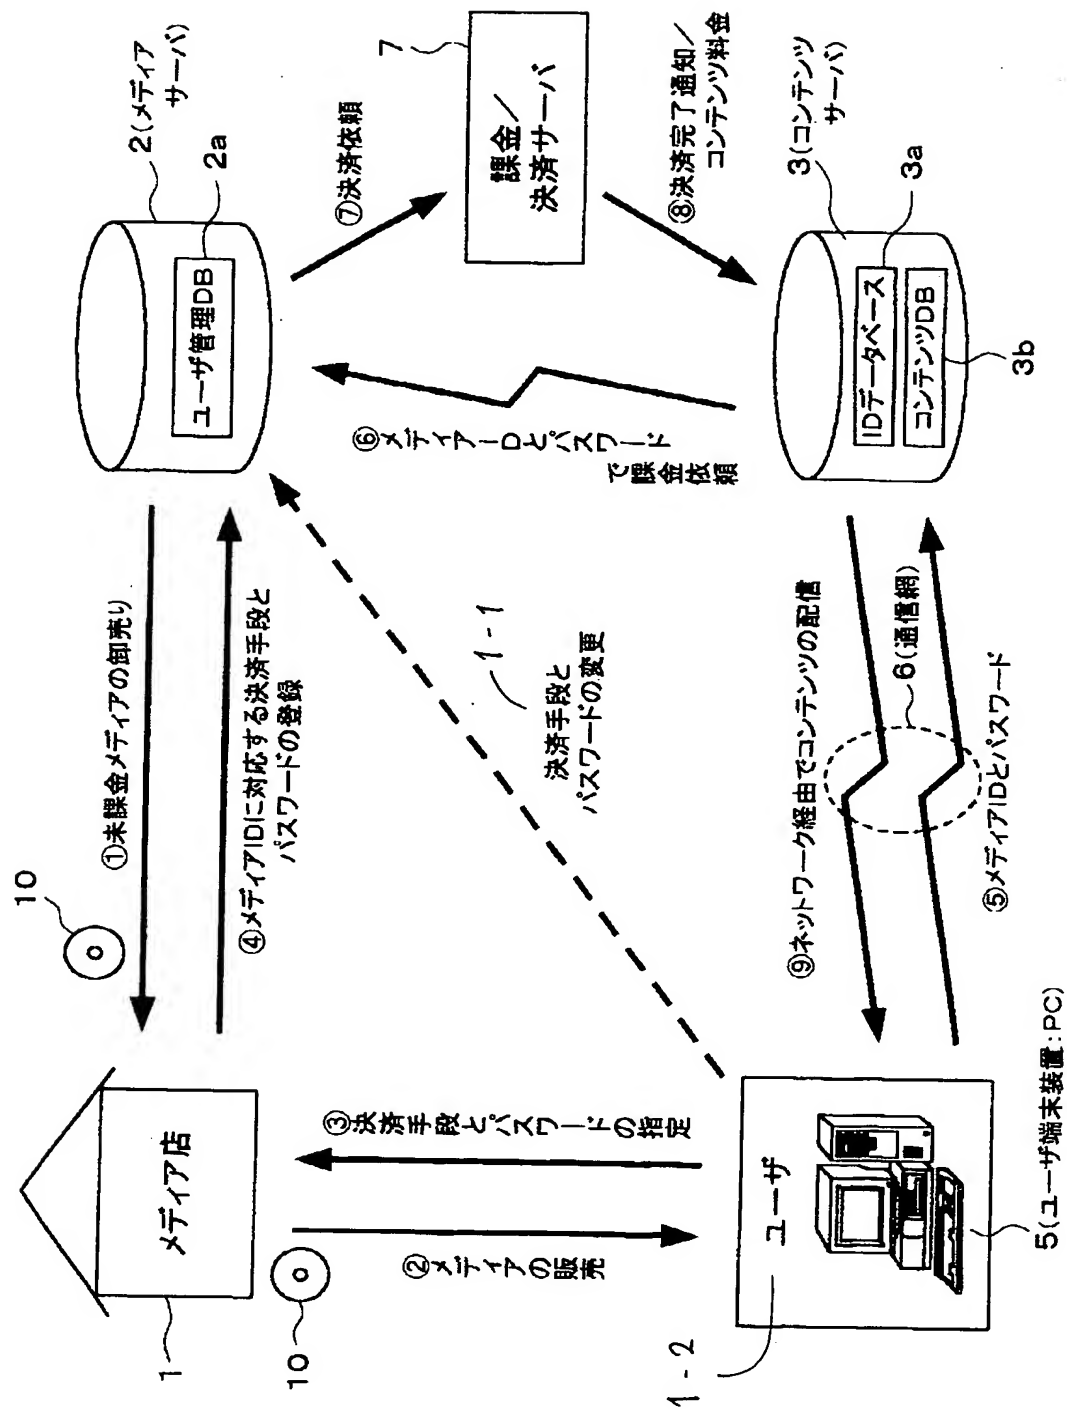 10
①未課金メディアの卸売り
2(メディア
サーバ)
2a
ユーザ管理DB
④メディアIDに対応する決済手段と
パスワードの登録
メディア店
1
10
②メディアの販売
③決済手段とパスワードの指定
1-1
決済手段と
パスワードの変更
⑥メディアIDとパスワード
で課金依頼
⑦決済依頼
7
課金/
決済サーバ
⑧決済完了通知/
コンテンツ料金
3(コンテンツ
サーバ)
3a
IDデータベース
コンテンツDB
3b
⑨ネットワーク経由でコンテンツの配信
6(通信網)
⑤メディアIDとパスワード
ユーザ
1-2
5(ユーザ端末装置:PC)